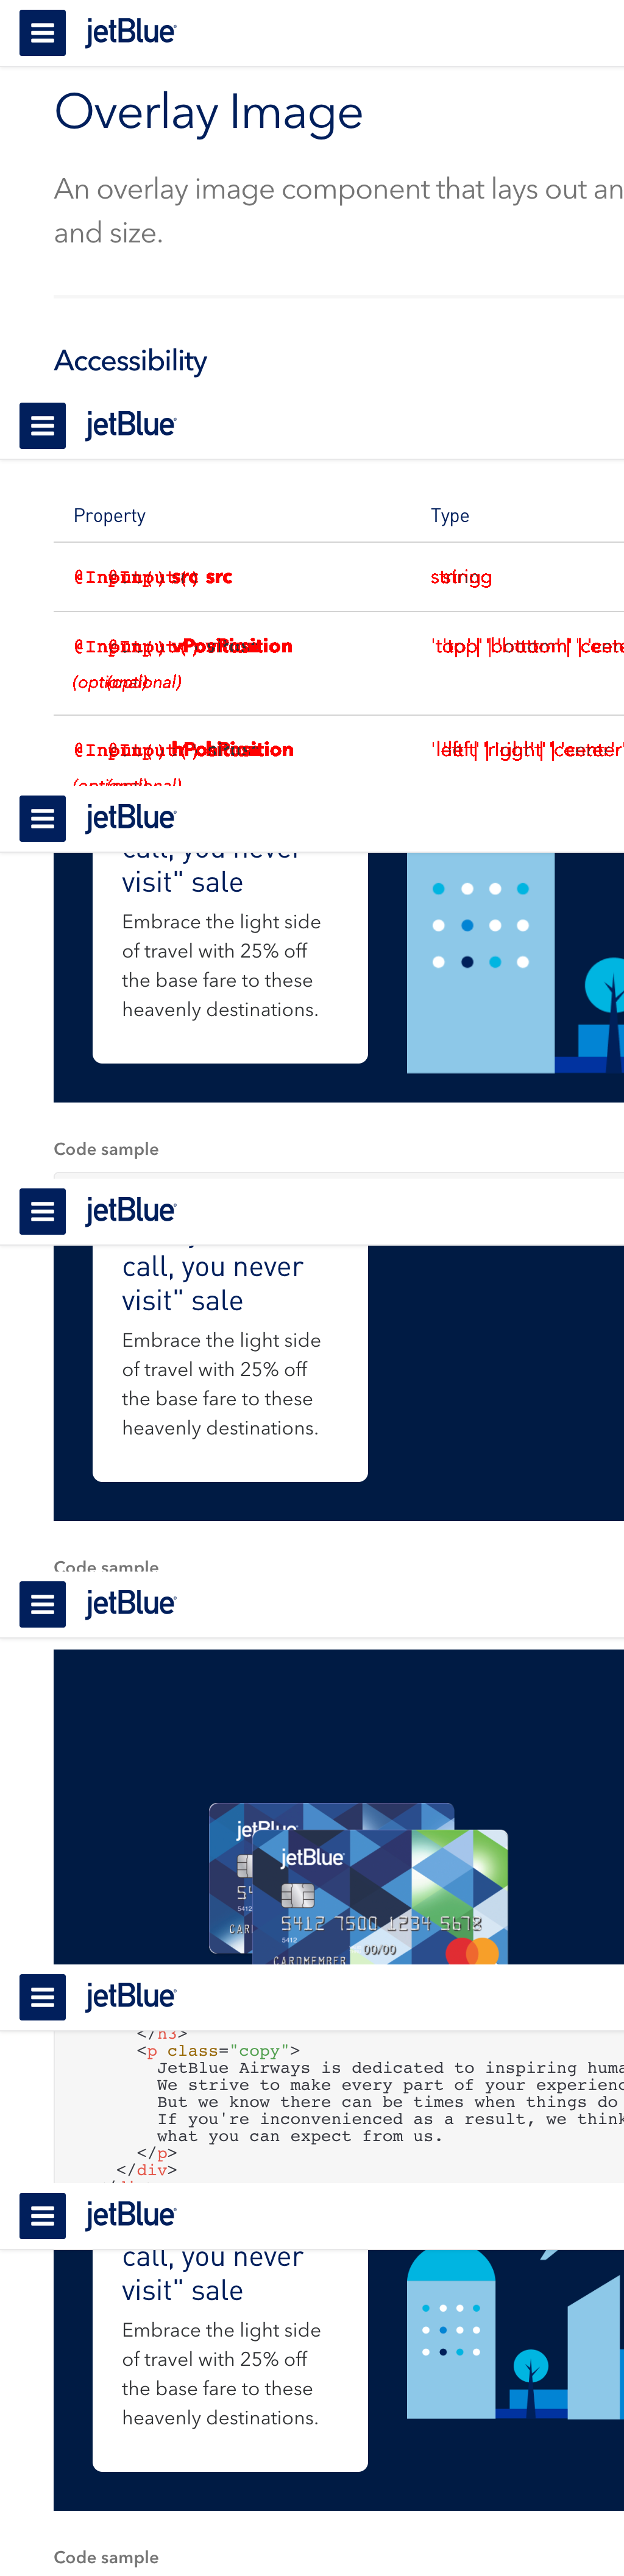 jetBlue
Overlay Image
An overlay image component that lays out an
and size.
Accessibility
jetBlue
Property Type
@Input() src string
@Input() vPosition 'top' | 'bottom' | 'cente
(optional)
@Input() hPosition 'left' | 'right' | 'center'
(optional)
jetBlue
call, you never
visit" sale
Embrace the light side
of travel with 25% off
the base fare to these
heavenly destinations.
Code sample
jetBlue
call, you never
visit" sale
Embrace the light side
of travel with 25% off
the base fare to these
heavenly destinations.
Code sample
jetBlue
jetBlue
jetBlue
5412 7500 1234 5678
5412
00/00
CARDMEMBER
jetBlue
</h3>
<p class="copy">
JetBlue Airways is dedicated to inspiring huma
We strive to make every part of your experienc
But we know there can be times when things do
If you're inconvenienced as a result, we think
what you can expect from us.
</p>
</div>
jetBlue
call, you never
visit" sale
Embrace the light side
of travel with 25% off
the base fare to these
heavenly destinations.
Code sample